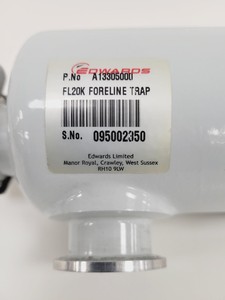 EDWARDS
P.No A13305000
FL20K FORELINE TRAP
S.No. 095002350
Edwards Limited
Manor Royal, Crawley, West Sussex
RH10 9LW